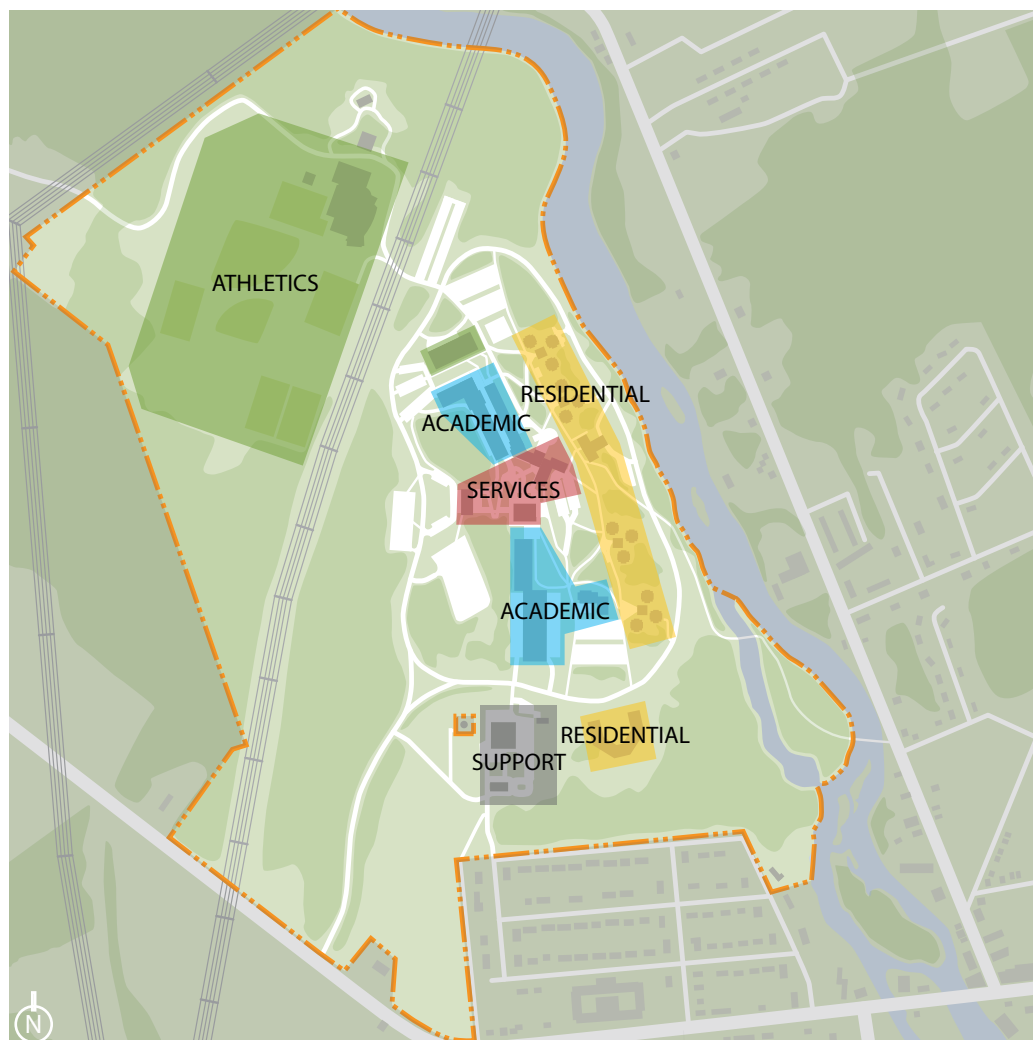 ATHLETICS
RESIDENTIAL
ACADEMIC
SERVICES
ACADEMIC
RESIDENTIAL
SUPPORT
N